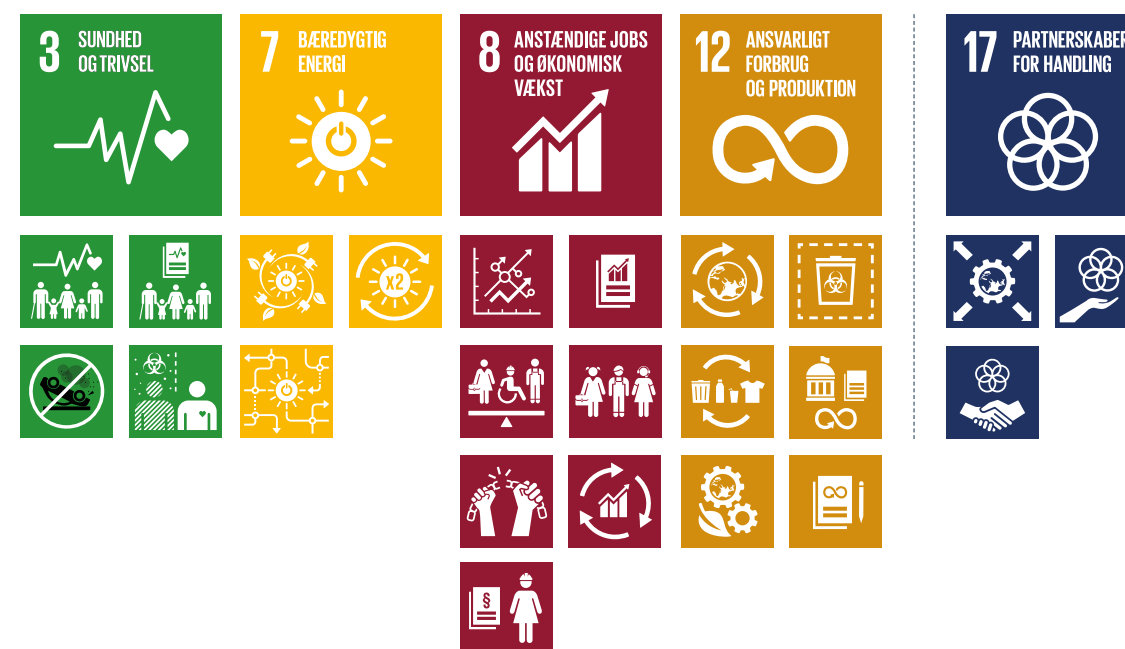 3
SUNDHED
OG TRIVSEL
7
BÆREDYGTIG
ENERGI
8
ANSTÆNDIGE JOBS
OG ØKONOMISK
VÆKST
12
ANSVARLIGT
FORBRUG
OG PRODUKTION
17
PARTNERSKABER
FOR HANDLING
X2
§